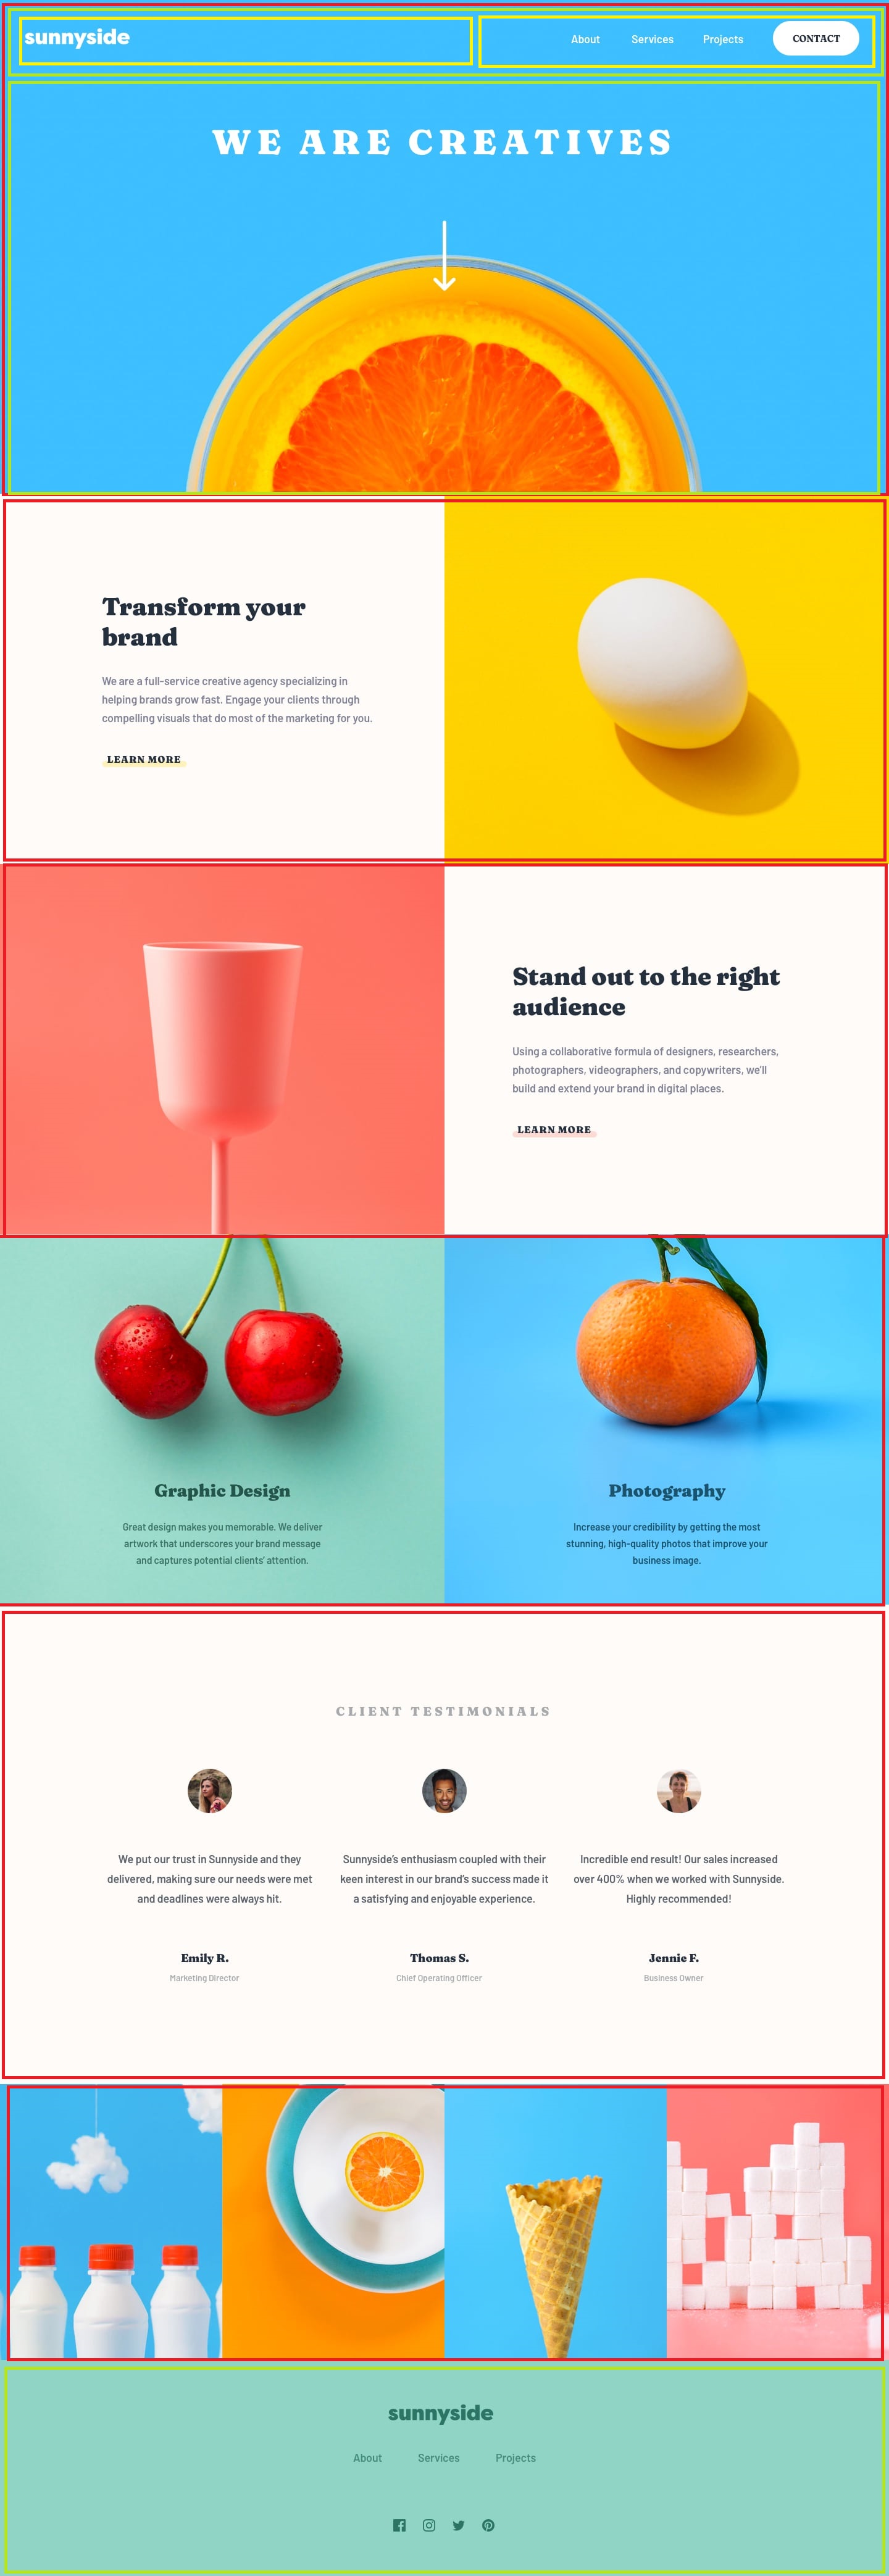 sunnyside
About Services Projects CONTACT
WE ARE CREATIVES
Transform your
brand
We are a full-service creative agency specializing in
helping brands grow fast. Engage your clients through
compelling visuals that do most of the marketing for you.
LEARN MORE
Stand out to the right
audience
Using a collaborative formula of designers, researchers,
photographers, videographers, and copywriters, we'll
build and extend your brand in digital places.
LEARN MORE
Graphic Design
Great design makes you memorable. We deliver
artwork that underscores your brand message
and captures potential clients' attention.
Photography
Increase your credibility by getting the most
stunning, high-quality photos that improve your
business image.
CLIENT TESTIMONIALS
We put our trust in Sunnyside and they
delivered, making sure our needs were met
and deadlines were always hit.
Emily R.
Marketing Director
Sunnyside's enthusiasm coupled with their
keen interest in our brand's success made it
a satisfying and enjoyable experience.
Thomas S.
Chief Operating Officer
Incredible end result! Our sales increased
over 400% when we worked with Sunnyside.
Highly recommended!
Jennie F.
Business Owner
sunnyside
About Services Projects